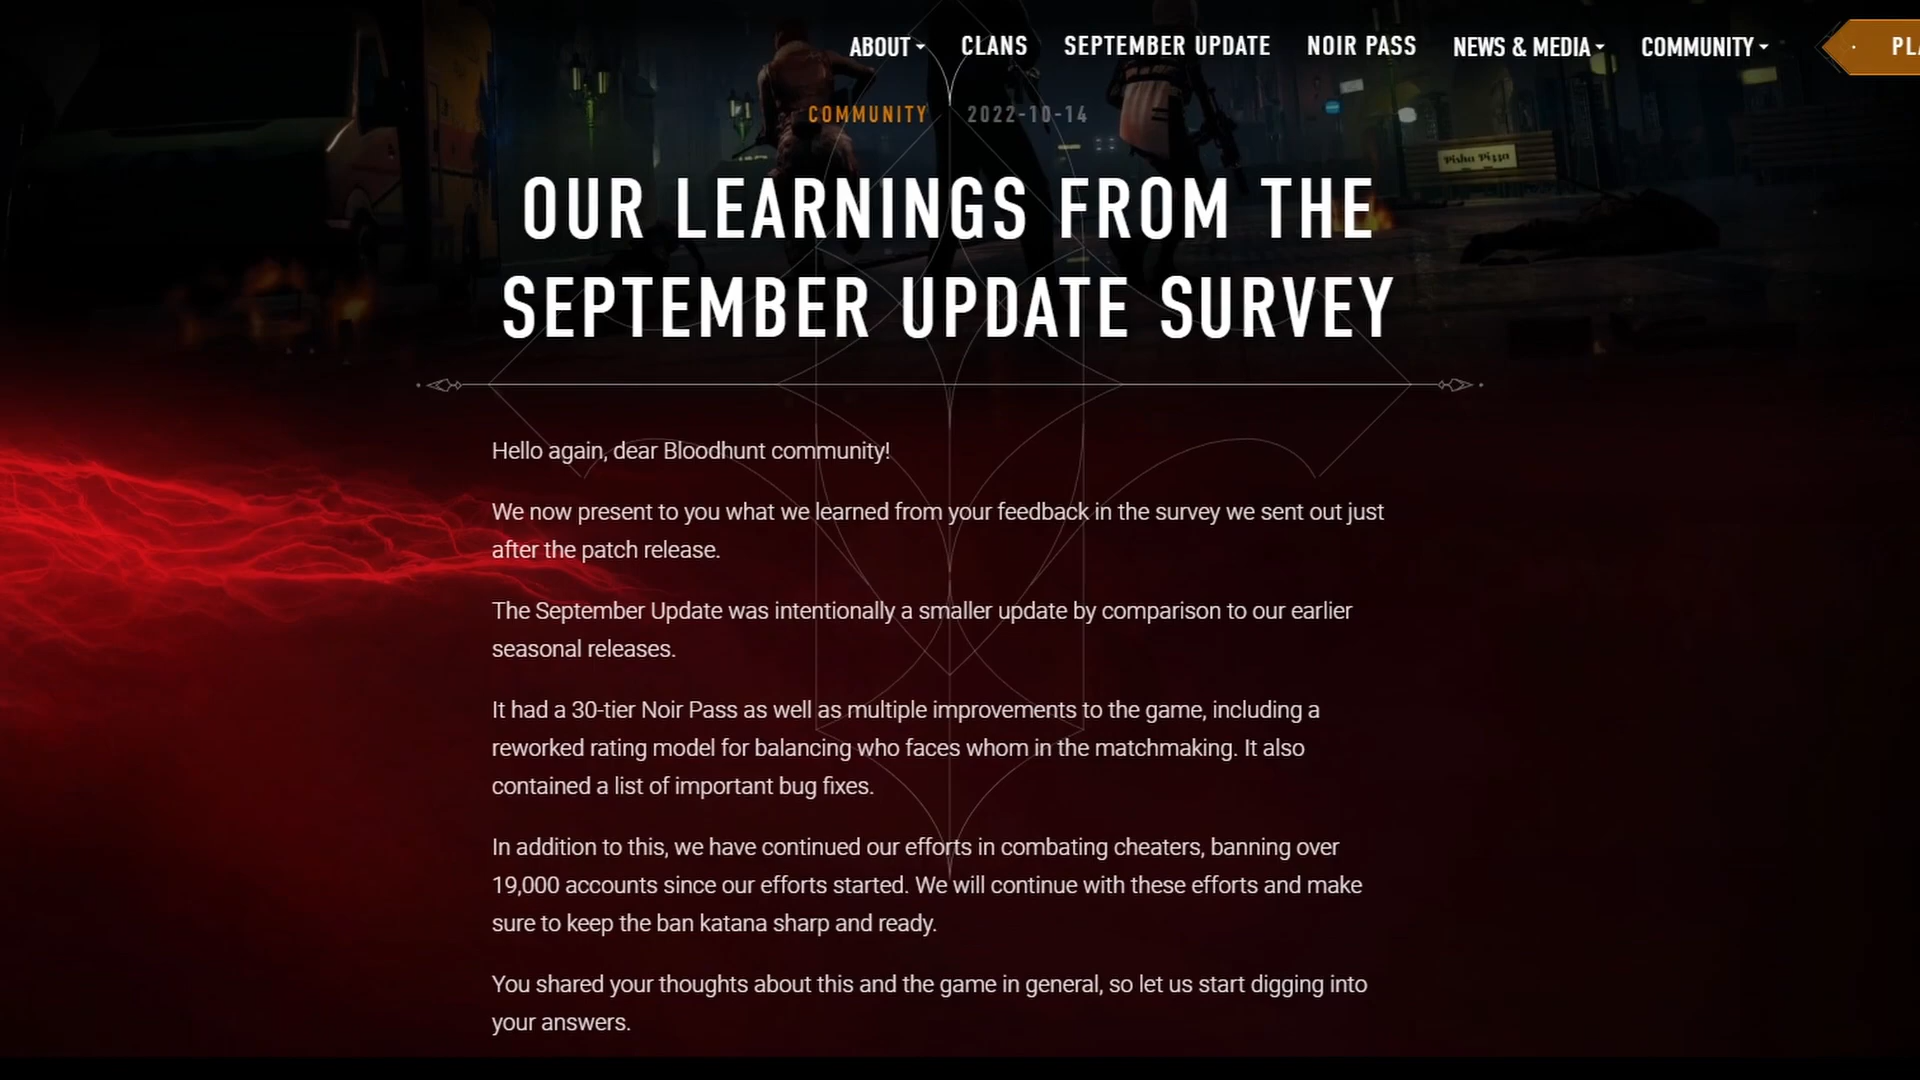 ABOUT CLANS SEPTEMBER UPDATE NOIR PASS NEWS & MEDIA COMMUNITY
COMMUNITY 2022-10-14
Pisha Pizza
OUR LEARNINGS FROM THE
SEPTEMBER UPDATE SURVEY
Hello again, dear Bloodhunt community!
We now present to you what we learned from your feedback in the survey we sent out just
after the patch release.
The September Update was intentionally a smaller update by comparison to our earlier
seasonal releases.
It had a 30-tier Noir Pass as well as multiple improvements to the game, including a
reworked rating model for balancing who faces whom in the matchmaking. It also
contained a list of important bug fixes.
In addition to this, we have continued our efforts in combating cheaters, banning over
19,000 accounts since our efforts started. We will continue with these efforts and make
sure to keep the ban katana sharp and ready.
You shared your thoughts about this and the game in general, so let us start digging into
your answers.